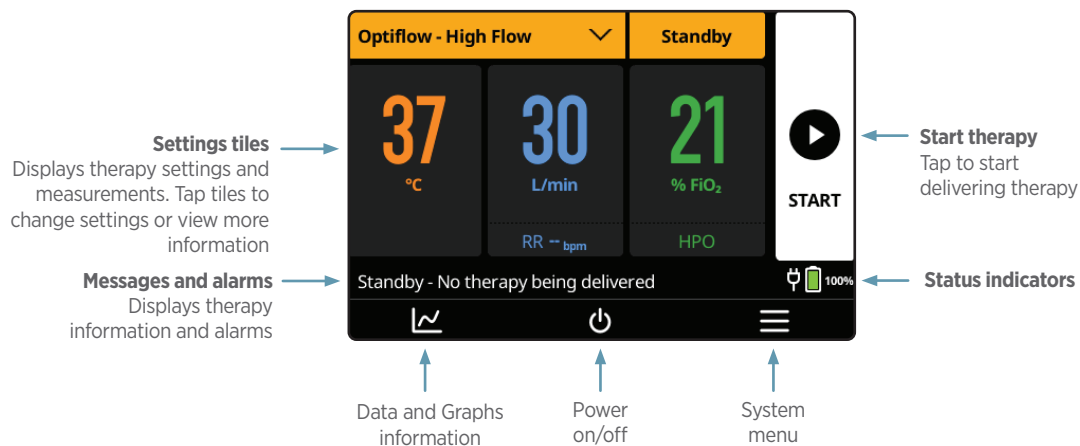 Optiflow - High Flow
Standby
37
°C
30
L/min
RR -- bpm
21
% FiO₂
HPO
START
Standby - No therapy being delivered
100%
Settings tiles
Displays therapy settings and
measurements. Tap tiles to
change settings or view more
information
Messages and alarms
Displays therapy
information and alarms
Start therapy
Tap to start
delivering therapy
Status indicators
Data and Graphs
information
Power
on/off
System
menu